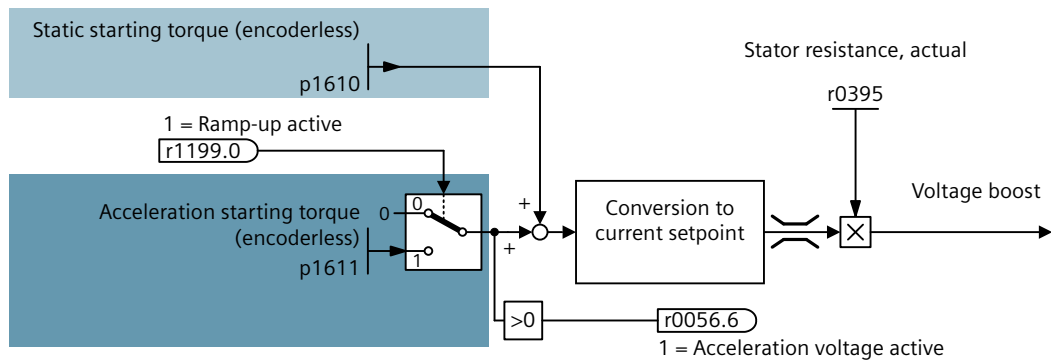 Static starting torque (encoderless)
p1610
Stator resistance, actual
r0395
1 = Ramp-up active
r1199.0
Acceleration starting torque
(encoderless)
p1611
0
0
1
+
+
Conversion to
current setpoint
×
Voltage boost
>0
r0056.6
1 = Acceleration voltage active